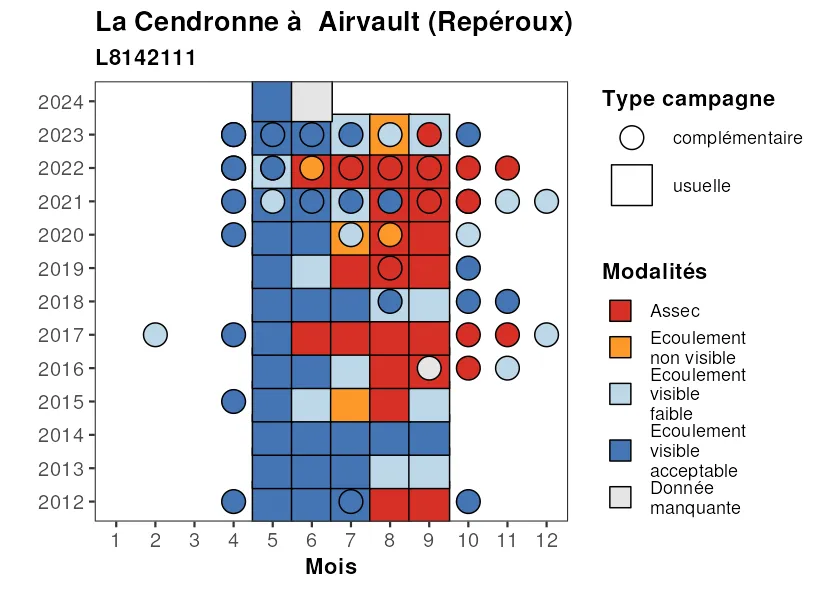 La Cendronne à  Airvault (Repéroux)
L8142111
2024
2023
2022
2021
2020
2019
2018
2017
2016
2015
2014
2013
2012
1 2 3 4 5 6 7 8 9 10 11 12
Mois
Type campagne
complémentaire
usuelle
Modalités
Assec
Ecoulement
non visible
Ecoulement
visible
faible
Ecoulement
visible
acceptable
Donnée
manquante